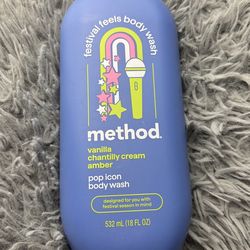 festival feels body wash
method
vanilla
chantilly cream
amber
pop icon
body wash
designed for you with
festival season in mind
532 mL (18 FL OZ)